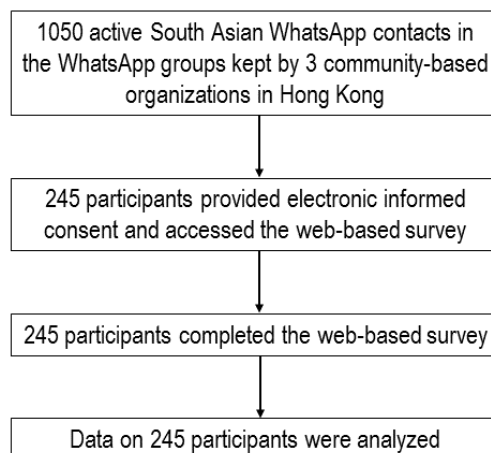 1050 active South Asian WhatsApp contacts in
the WhatsApp groups kept by 3 community-based
organizations in Hong Kong
245 participants provided electronic informed
consent and accessed the web-based survey
245 participants completed the web-based survey
Data on 245 participants were analyzed